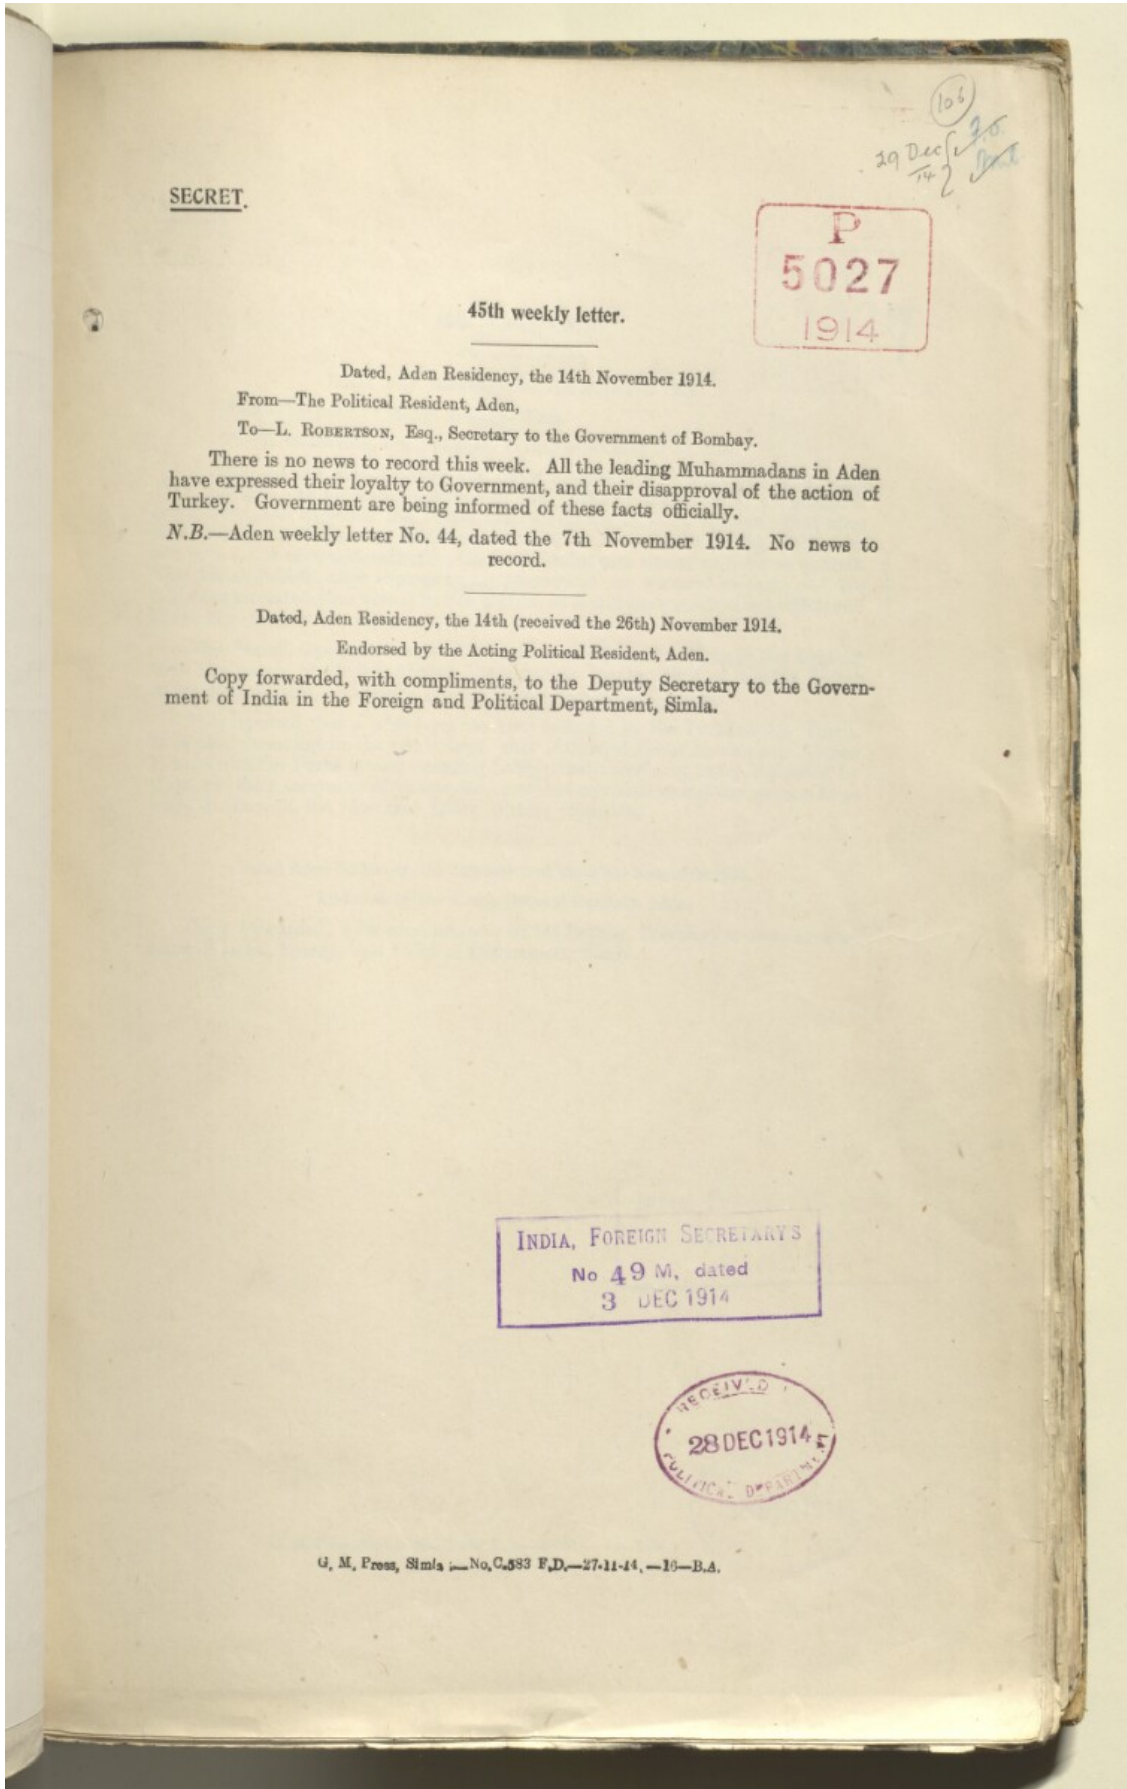 106
29 Dec
14
F.O.
SECRET.
P
5027
1914
45th weekly letter.
Dated, Aden Residency, the 14th November 1914.
From—The Political Resident, Aden,
To—L. ROBERTSON, Esq., Secretary to the Government of Bombay.
There is no news to record this week. All the leading Muhammadans in Aden
have expressed their loyalty to Government, and their disapproval of the action of
Turkey. Government are being informed of these facts officially.
N.B.—Aden weekly letter No. 44, dated the 7th November 1914. No news to
record.
Dated, Aden Residency, the 14th (received the 26th) November 1914.
Endorsed by the Acting Political Resident, Aden.
Copy forwarded, with compliments, to the Deputy Secretary to the Govern-
ment of India in the Foreign and Political Department, Simla.
INDIA, FOREIGN SECRETARY'S
No 49 M, dated
3 DEC 1914
RECEIVED
28 DEC 1914
POLITICAL DEPARTMENT
G. M. Press, Simla :—No. C.583 F.D.—27-11-14.—16—B.A.